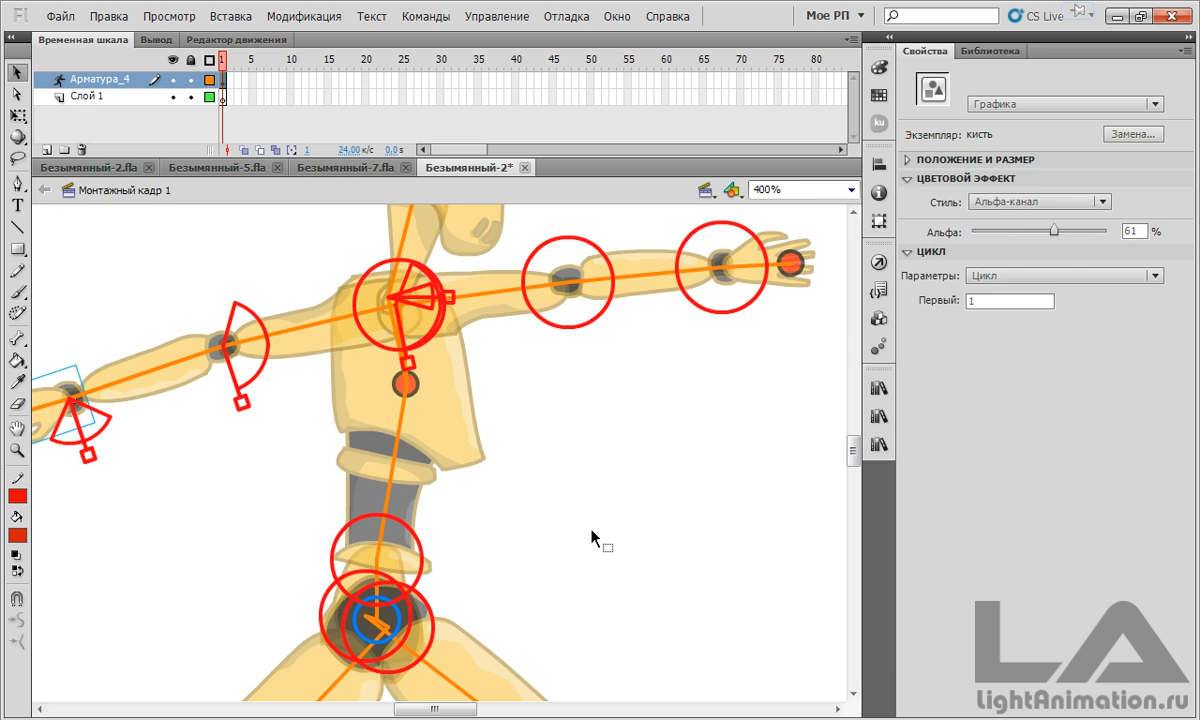 Fl Файл Правка Просмотр Вставка Модификация Текст Команды Управление Отладка Окно Справка Мое РП CS Live
Временная шкала Вывод Редактор движения
1 5 10 15 20 25 30 35 40 45 50 55 60 65 70 75 80
Арматура_4
Слой 1
1 24.00 к/с 0.0 s
Безымянный-2.fla Безымянный-5.fla Безымянный-7.fla Безымянный-2*
Монтажный кадр 1 400%
Свойства Библиотека
Графика
Экземпляр: кисть Замена...
ПОЛОЖЕНИЕ И РАЗМЕР
ЦВЕТОВОЙ ЭФФЕКТ
Стиль: Альфа-канал
Альфа: 61 %
ЦИКЛ
Параметры: Цикл
Первый: 1
ku
T
LA
LightAnimation.ru